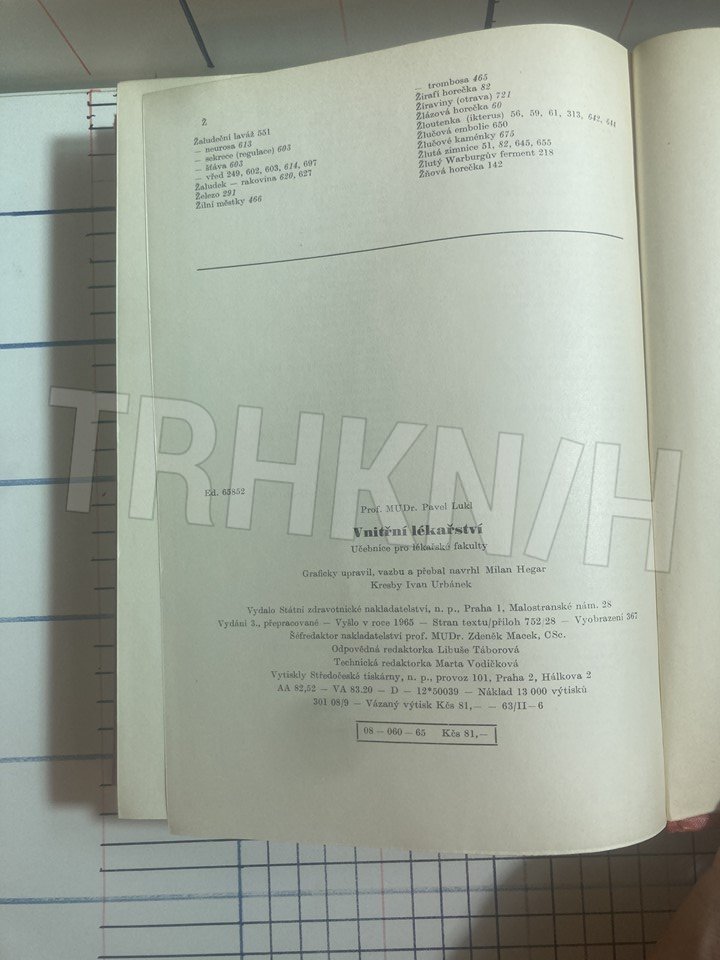 Ž
Žaludeční laváž 551
— neurosa 613
— sekrece (regulace) 603
— šťáva 603
— vřed 249, 602, 603, 614, 697
Žaludek — rakovina 620, 627
Železo 291
Žilní městky 466
— trombosa 465
Žirafí horečka 82
Žíraviny (otrava) 721
Žlázová horečka 60
Žloutenka (ikterus) 56, 59, 61, 313, 642, 644
Žlučová embolie 650
Žlučové kaménky 675
Žlutá zimnice 51, 82, 645, 655
Žlutý Warburgův ferment 218
Žňová horečka 142
TRHKN/H
Ed. 65852
Prof. MUDr. Pavel Lukl
Vnitřní lékařství
Učebnice pro lékařské fakulty
Graficky upravil, vazbu a přebal navrhl Milan Hegar
Kresby Ivan Urbánek
Vydalo Státní zdravotnické nakladatelství, n. p., Praha 1, Malostranské nám. 28
Vydání 3., přepracované — Vyšlo v roce 1965 — Stran textu/příloh 752/28 — Vyobrazení 367
Šéfredaktor nakladatelství prof. MUDr. Zdeněk Macek, CSc.
Odpovědná redaktorka Libuše Táborová
Technická redaktorka Marta Vodičková
Vytiskly Středočeské tiskárny, n. p., provoz 101, Praha 2, Hálkova 2
AA 82,52 — VA 83.20 — D — 12*50039 — Náklad 13 000 výtisků
301 08/9 — Vázaný výtisk Kčs 81,— — 63/II—6
08—060—65 Kčs 81,—